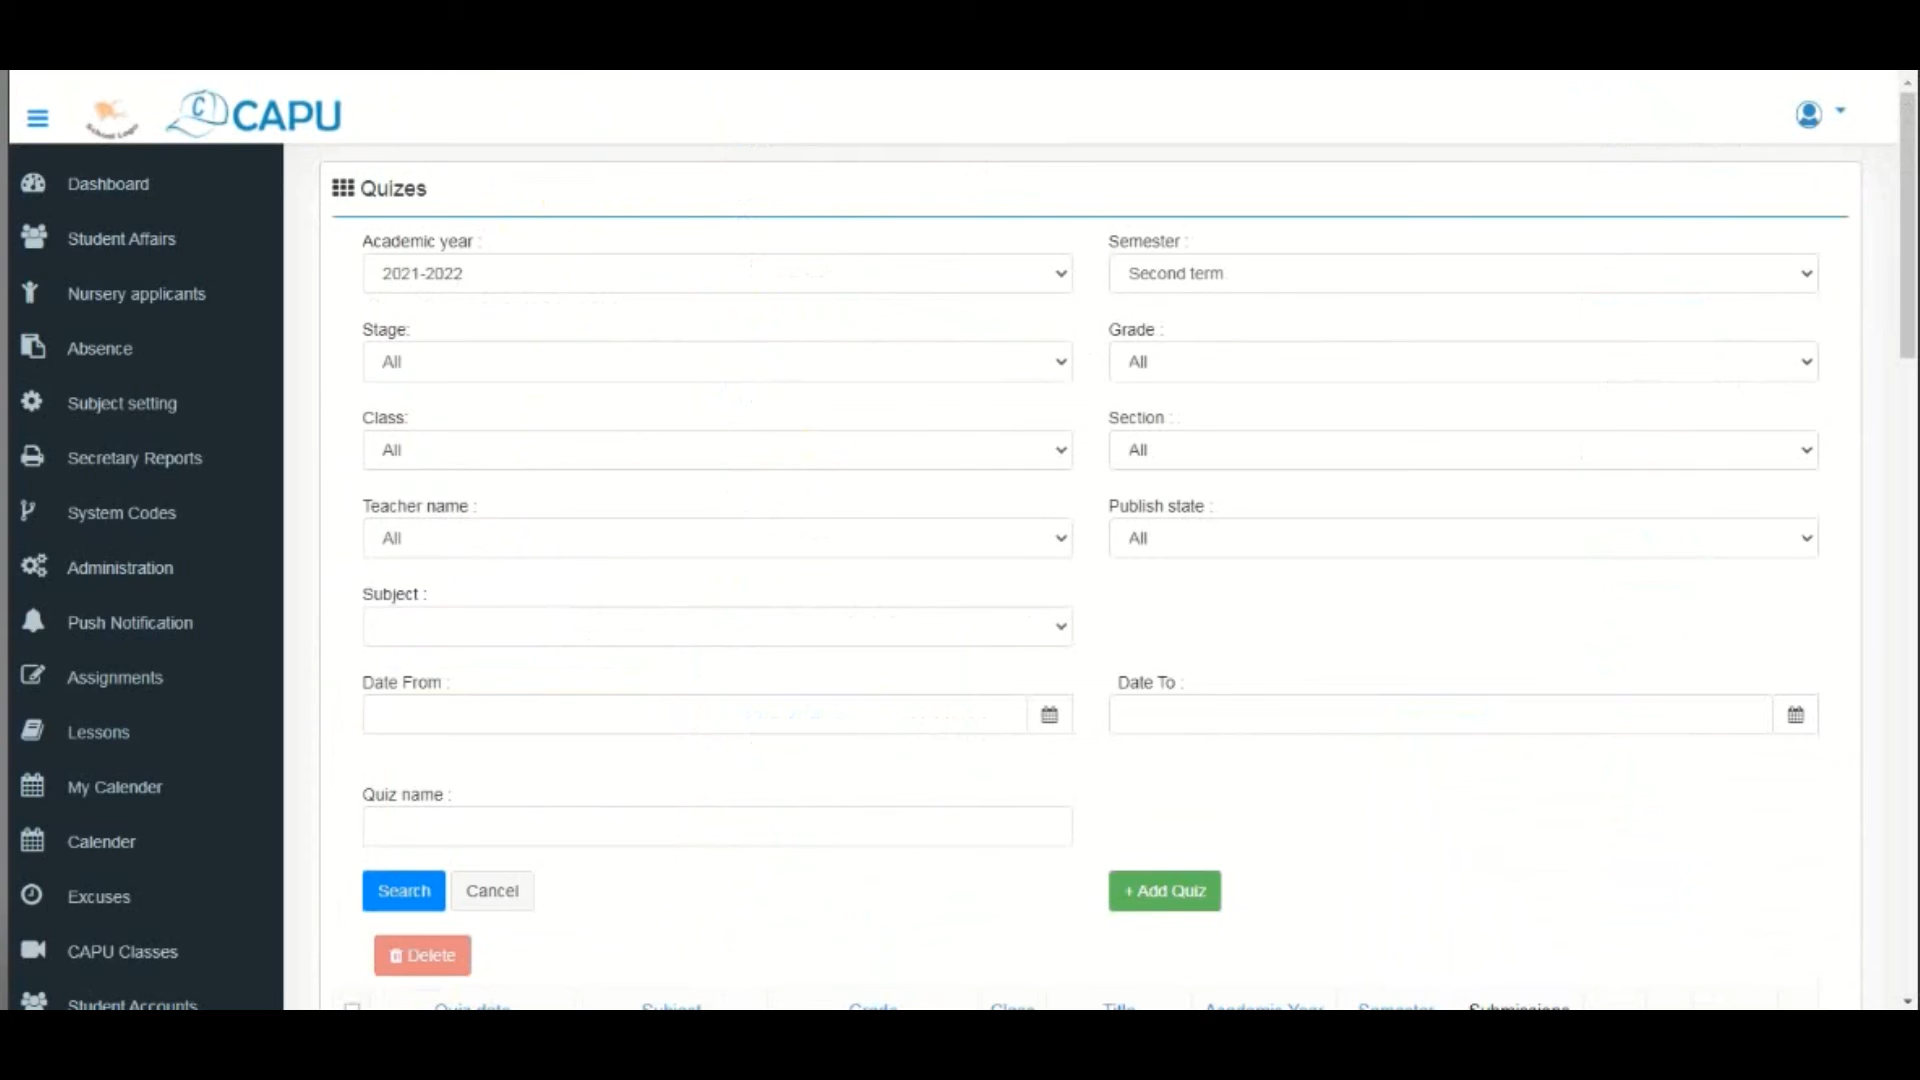 School Logo
CAPU
Dashboard
Student Affairs
Nursery applicants
Absence
Subject setting
Secretary Reports
System Codes
Administration
Push Notification
Assignments
Lessons
My Calender
Calender
Excuses
CAPU Classes
Student Accounts
Quizes
Academic year :
2021-2022
Semester :
Second term
Stage:
All
Grade :
All
Class:
All
Section :
All
Teacher name :
All
Publish state :
All
Subject :
Date From :
Date To :
Quiz name :
Search
Cancel
+ Add Quiz
Delete
Quiz date Subject Grade Class Title Academic Year Semester Submissions